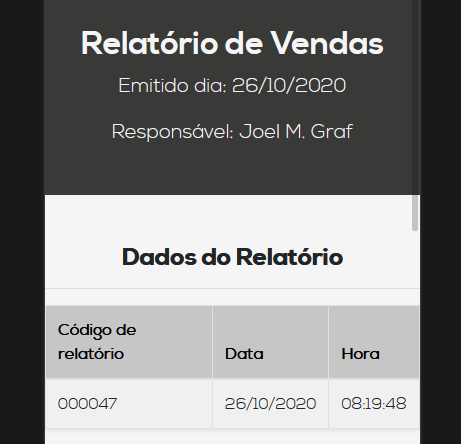 Relatório de Vendas
Emitido dia: 26/10/2020
Responsável: Joel M. Graf
Dados do Relatório
Código de
relatório
Data
Hora
000047
26/10/2020
08:19:48